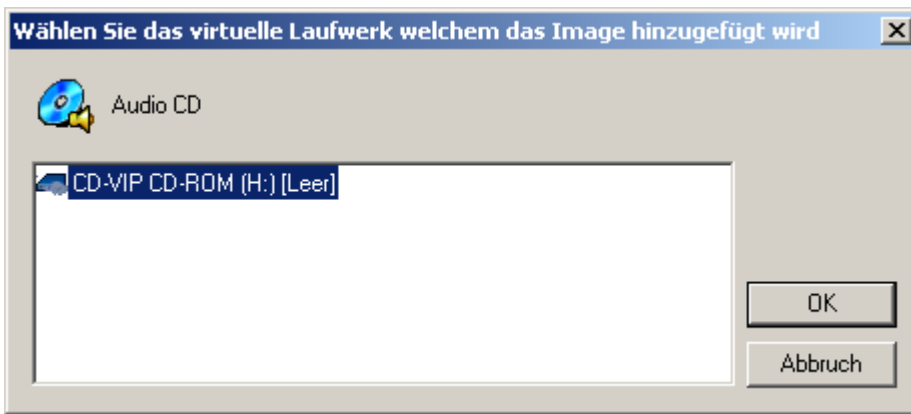 Wählen Sie das virtuelle Laufwerk welchem das Image hinzugefügt wird
Audio CD
CD-VIP CD-ROM (H:) [Leer]
OK
Abbruch